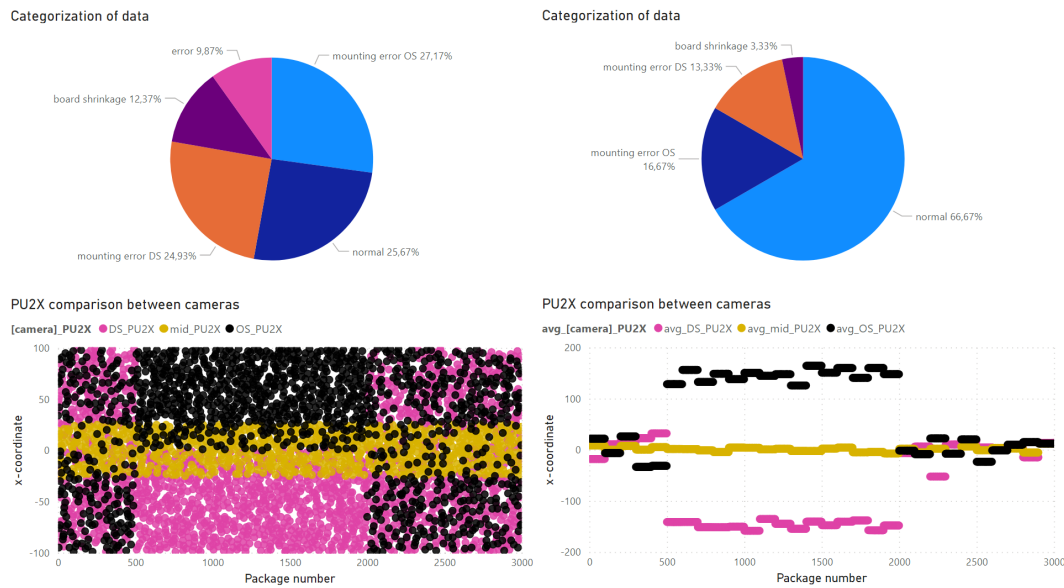 Categorization of data
error 9,87%
mounting error OS 27,17%
board shrinkage 12,37%
mounting error DS 24,93%
normal 25,67%
Categorization of data
board shrinkage 3,33%
mounting error DS 13,33%
mounting error OS
16,67%
normal 66,67%
PU2X comparison between cameras
[camera]_PU2X DS_PU2X mid_PU2X OS_PU2X
100
50
0
-50
-100
x-coordinate
0 500 1000 1500 2000 2500 3000
Package number
PU2X comparison between cameras
avg_[camera]_PU2X avg_DS_PU2X avg_mid_PU2X avg_OS_PU2X
200
100
0
-100
-200
x-coordinate
0 500 1000 1500 2000 2500 3000
Package number